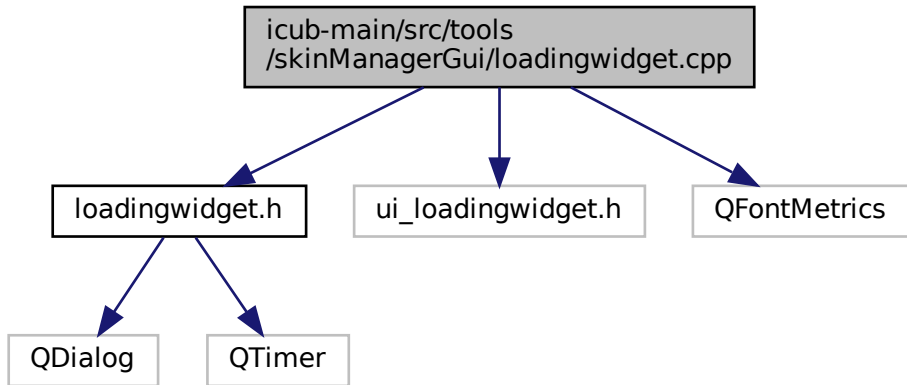 icub-main/src/tools
/skinManagerGui/loadingwidget.cpp
loadingwidget.h
ui_loadingwidget.h
QFontMetrics
QDialog
QTimer